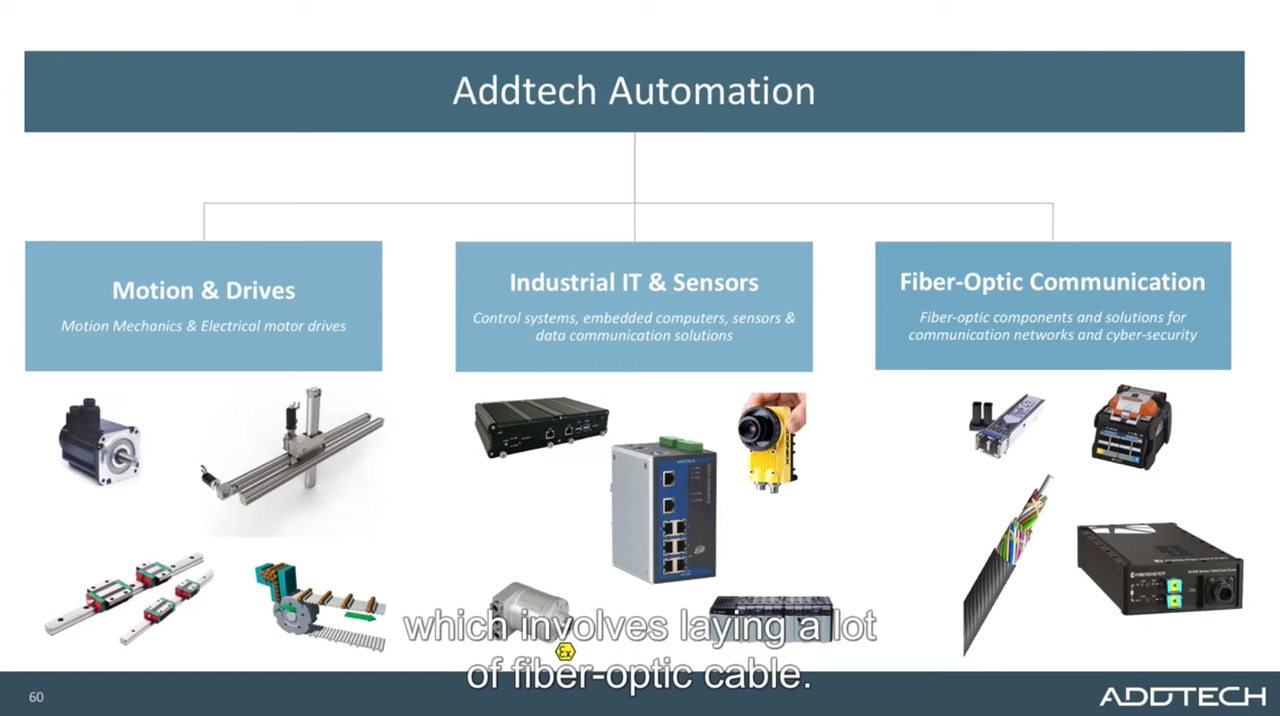 Addtech Automation
Motion & Drives
Motion Mechanics & Electrical motor drives
Industrial IT & Sensors
Control systems, embedded computers, sensors &
data communication solutions
Fiber-Optic Communication
Fiber-optic components and solutions for
communication networks and cyber-security
MOXA
Ex
which involves laying a lot
of fiber-optic cable.
60
ADDTECH